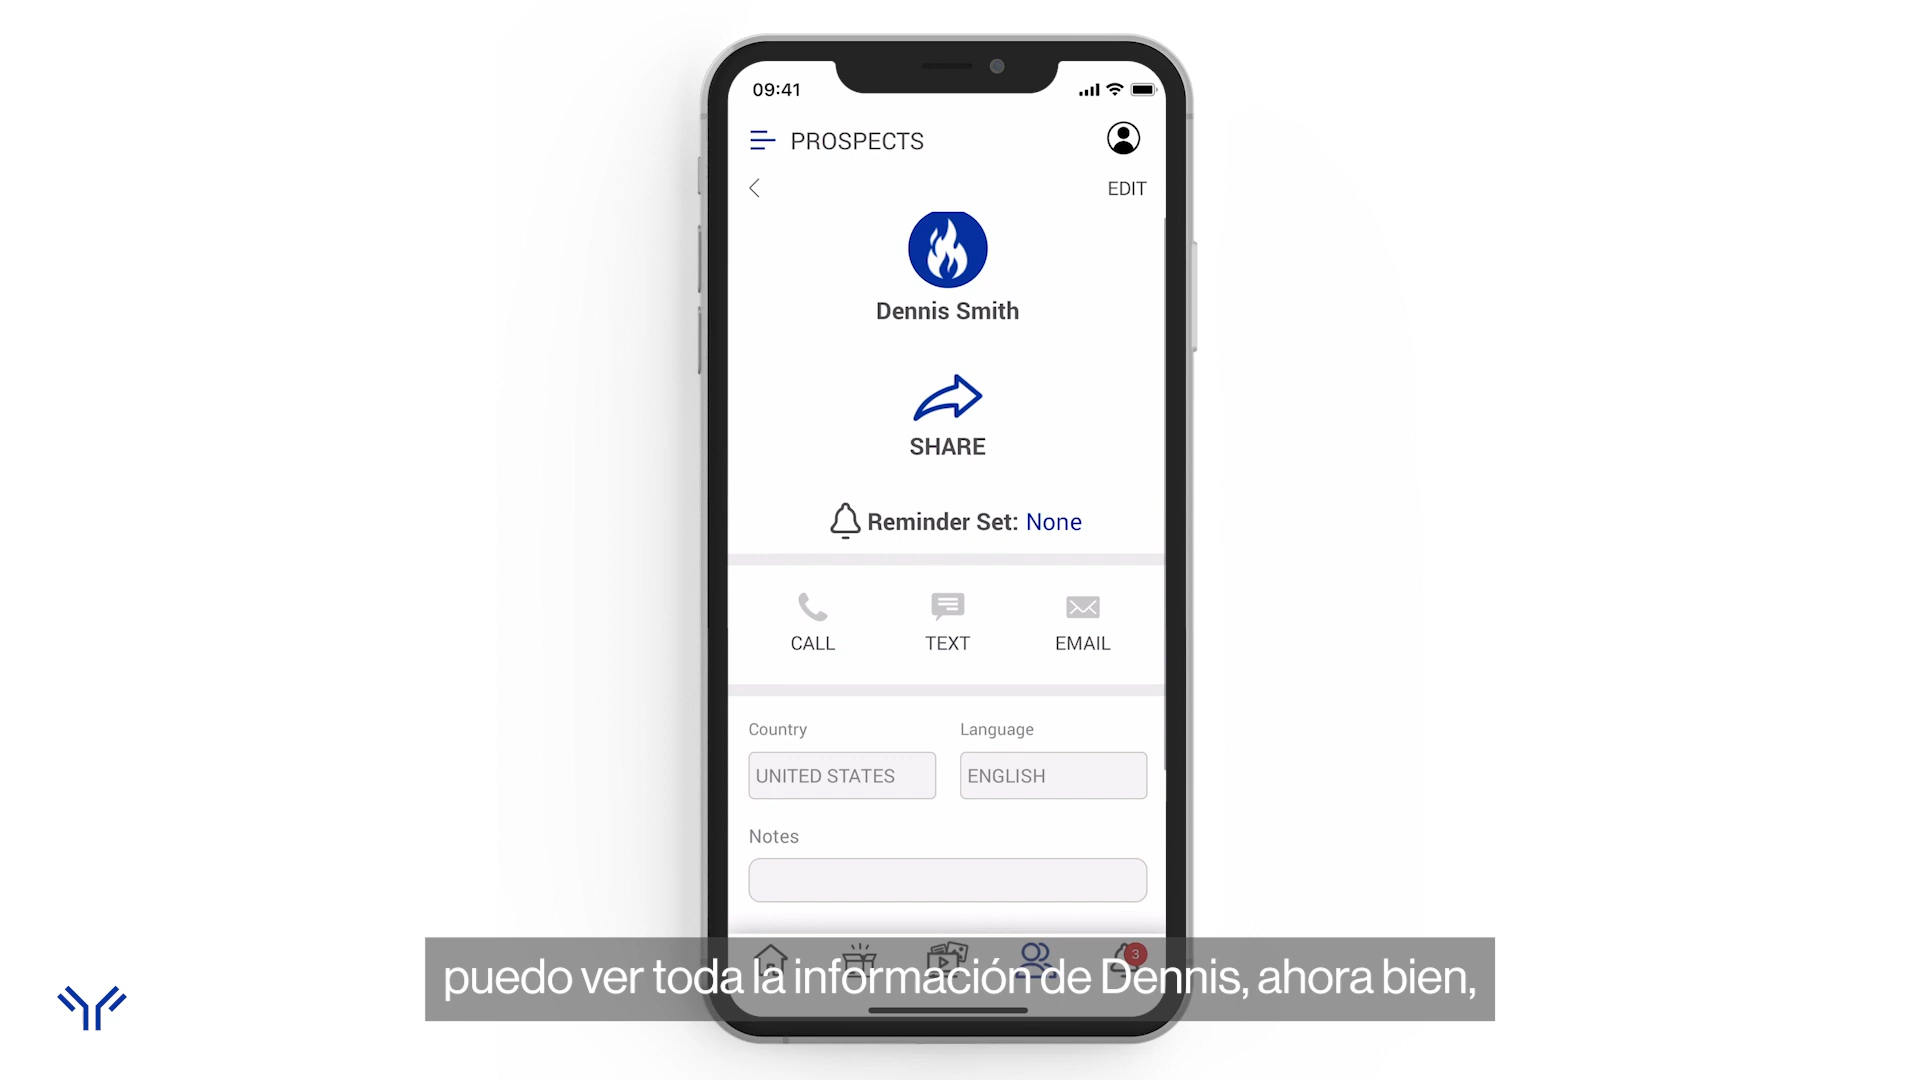 09:41
PROSPECTS
EDIT
Dennis Smith
SHARE
Reminder Set: None
CALL TEXT EMAIL
Country Language
UNITED STATES ENGLISH
Notes
3
puedo ver toda la información de Dennis, ahora bien,